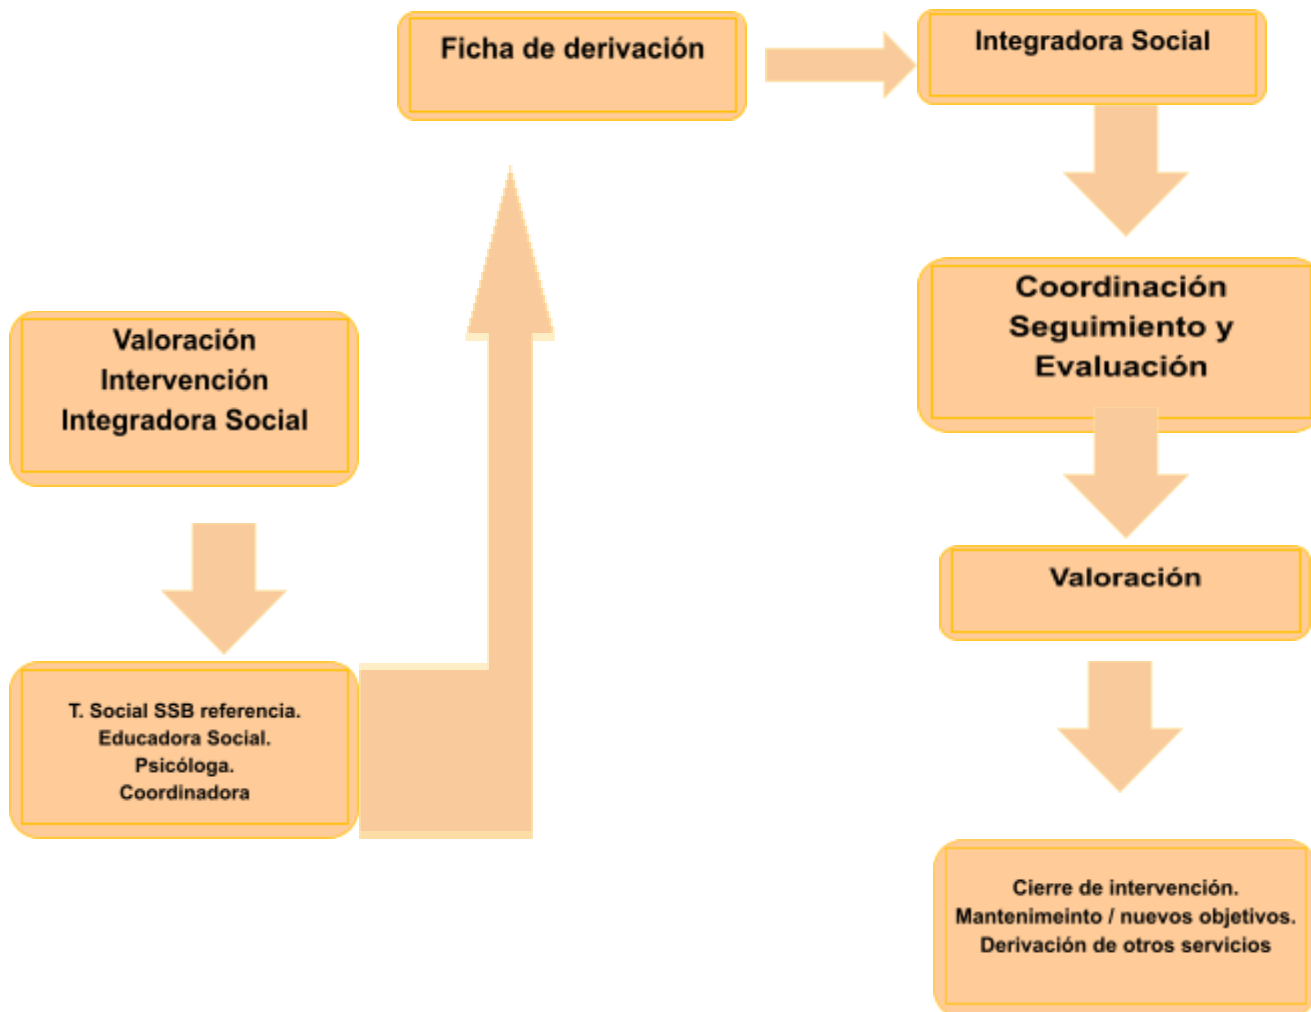 Valoración
Intervención
Integradora Social
T. Social SSB referencia.
Educadora Social.
Psicóloga.
Coordinadora
Ficha de derivación
Integradora Social
Coordinación
Seguimiento y
Evaluación
Valoración
Cierre de intervención.
Mantenimeinto / nuevos objetivos.
Derivación de otros servicios